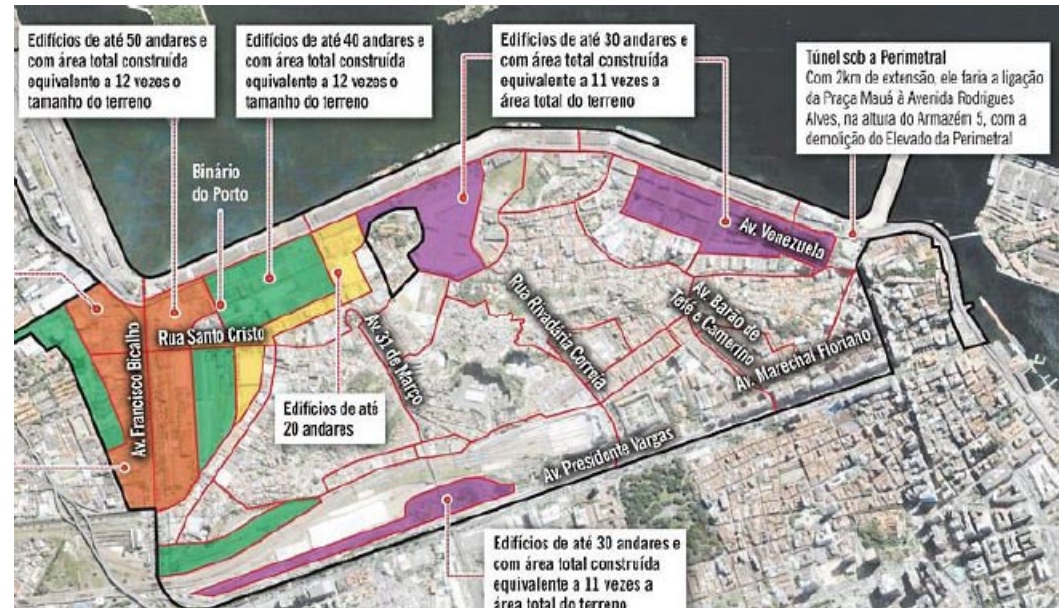 Edifícios de até 50 andares e
com área total construída
equivalente a 12 vezes o
tamanho do terreno
Edifícios de até 40 andares e
com área total construída
equivalente a 12 vezes o
tamanho do terreno
Edifícios de até 30 andares e
com área total construída
equivalente a 11 vezes a
área total do terreno
Túnel sob a Perimetral
Com 2km de extensão, ele faria a ligação
da Praça Mauá à Avenida Rodrigues
Alves, na altura do Armazém 5, com a
demolição do Elevado da Perimetral
Binário
do Porto
Av. Venezuela
Rua Santo Cristo
Av. Francisco Bicalho
Av. 31 de Março
Rua Rivadária Correia
Av. Barão de
Tefé e Camerino
Av. Marechal Floriano
Edifícios de até
20 andares
Av. Presidente Vargas
Edifícios de até 30 andares e
com área total construída
equivalente a 11 vezes a
área total do terreno